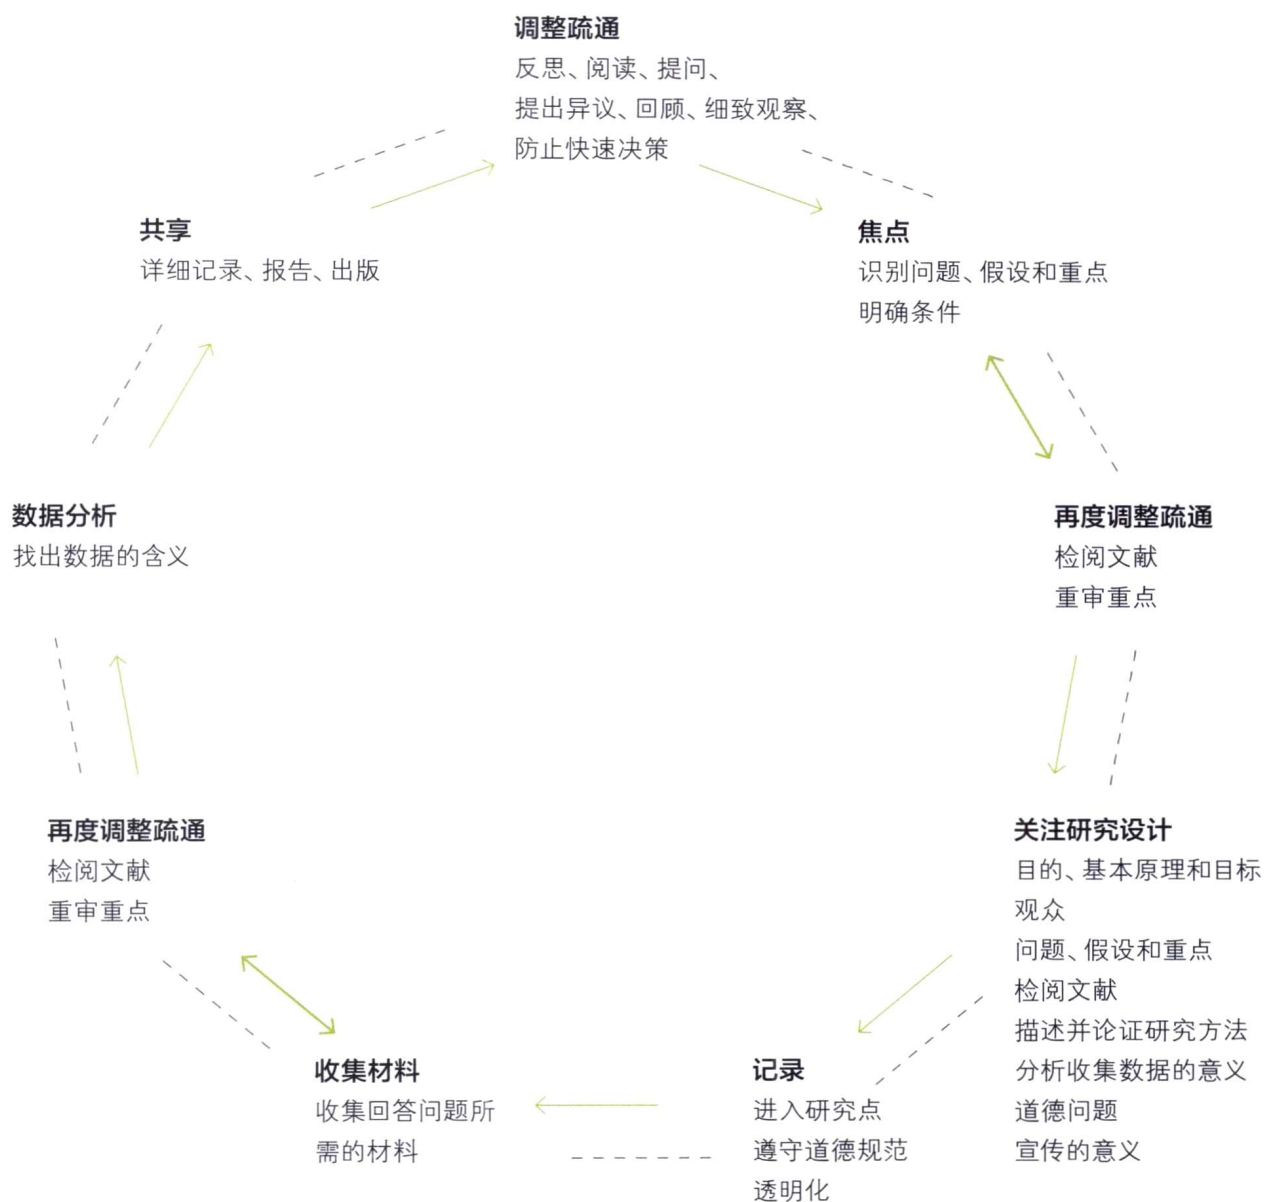 调整疏通
反思、阅读、提问、
提出异议、回顾、细致观察、
防止快速决策
焦点
识别问题、假设和重点
明确条件
再度调整疏通
检阅文献
重审重点
关注研究设计
目的、基本原理和目标
观众
问题、假设和重点
检阅文献
描述并论证研究方法
分析收集数据的意义
道德问题
宣传的意义
记录
进入研究点
遵守道德规范
透明化
收集材料
收集回答问题所
需的材料
再度调整疏通
检阅文献
重审重点
数据分析
找出数据的含义
共享
详细记录、报告、出版